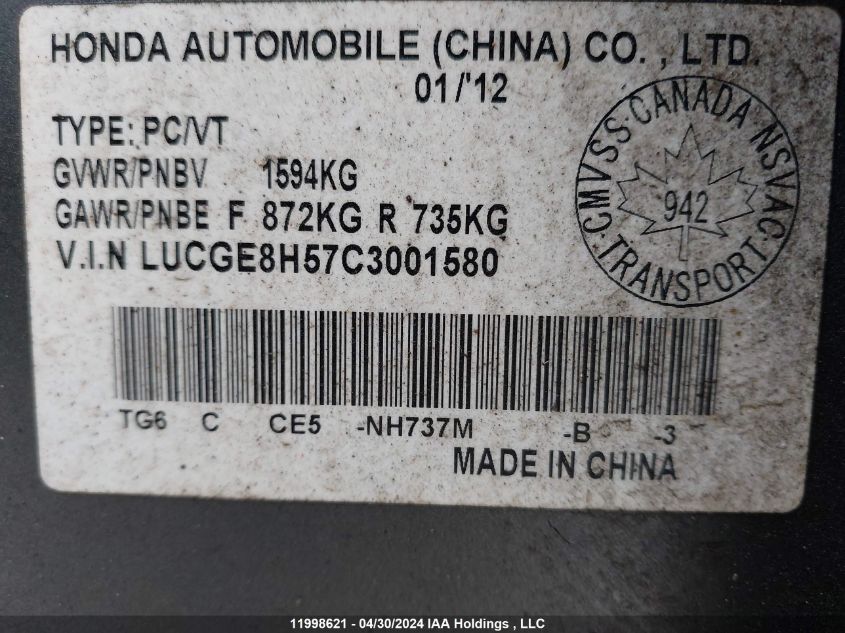 HONDA AUTOMOBILE (CHINA) CO. , LTD.
01/'12
TYPE: PC/VT
GVWR/PNBV 1594KG
GAWR/PNBE F 872KG R 735KG
V.I.N LUCGE8H57C3001580
CANADA NSVAC · TRANSPORT · CMVSS ·
942
TG6 C CE5 -NH737M -B -3
MADE IN CHINA
11998621 - 04/30/2024 IAA Holdings , LLC